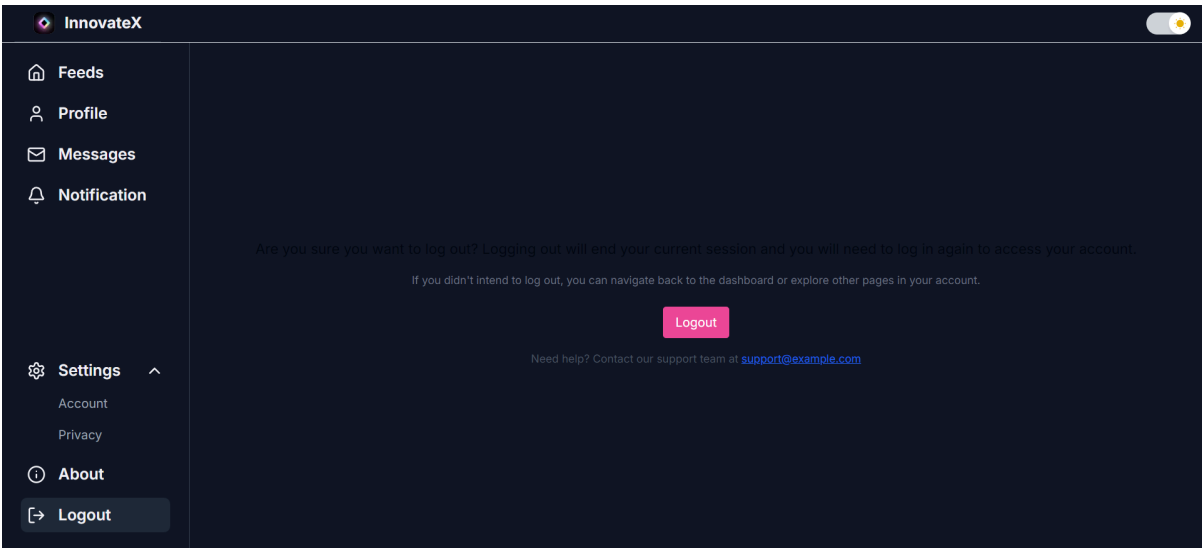 InnovateX
Feeds
Profile
Messages
Notification
Settings
Account
Privacy
About
Logout
Are you sure you want to log out? Logging out will end your current session and you will need to log in again to access your account.
If you didn't intend to log out, you can navigate back to the dashboard or explore other pages in your account.
Logout
Need help? Contact our support team at support@example.com